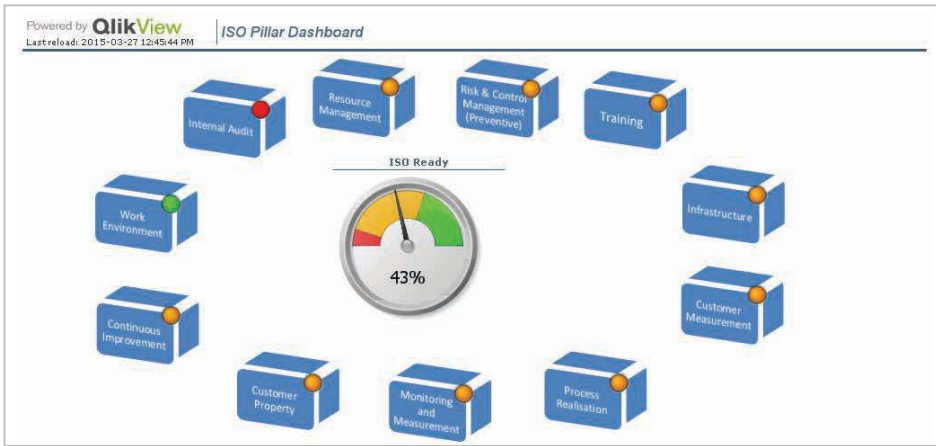 Powered by QlikView
Last reload: 2015-03-27 12:45:44 PM
ISO Pillar Dashboard
Internal Audit
Resource
Management
Risk & Control
Management
(Preventive)
Training
ISO Ready
43%
Work
Environment
Infrastructure
Continuous
Improvement
Customer
Measurement
Customer
Property
Monitoring
and
Measurement
Process
Realisation